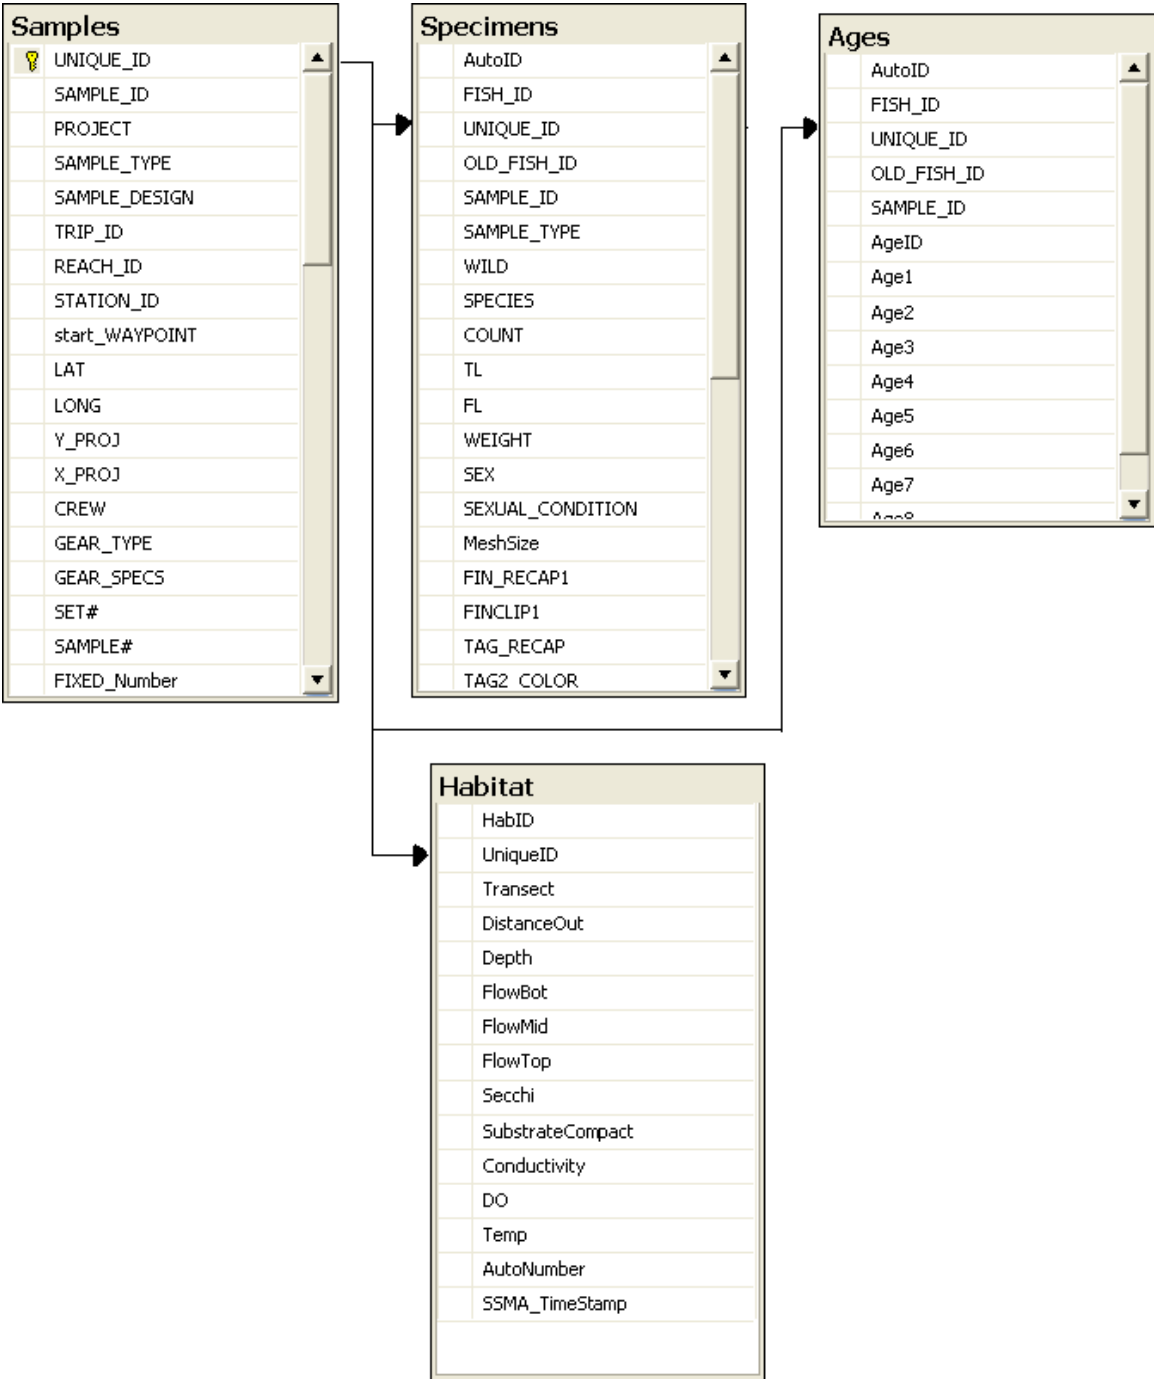 Samples
UNIQUE_ID
SAMPLE_ID
PROJECT
SAMPLE_TYPE
SAMPLE_DESIGN
TRIP_ID
REACH_ID
STATION_ID
start_WAYPOINT
LAT
LONG
Y_PROJ
X_PROJ
CREW
GEAR_TYPE
GEAR_SPECS
SET#
SAMPLE#
FIXED_Number
Specimens
AutoID
FISH_ID
UNIQUE_ID
OLD_FISH_ID
SAMPLE_ID
SAMPLE_TYPE
WILD
SPECIES
COUNT
TL
FL
WEIGHT
SEX
SEXUAL_CONDITION
MeshSize
FIN_RECAP1
FINCLIP1
TAG_RECAP
TAG2_COLOR
Ages
AutoID
FISH_ID
UNIQUE_ID
OLD_FISH_ID
SAMPLE_ID
AgeID
Age1
Age2
Age3
Age4
Age5
Age6
Age7
Habitat
HabID
UniqueID
Transect
DistanceOut
Depth
FlowBot
FlowMid
FlowTop
Secchi
SubstrateCompact
Conductivity
DO
Temp
AutoNumber
SSMA_TimeStamp